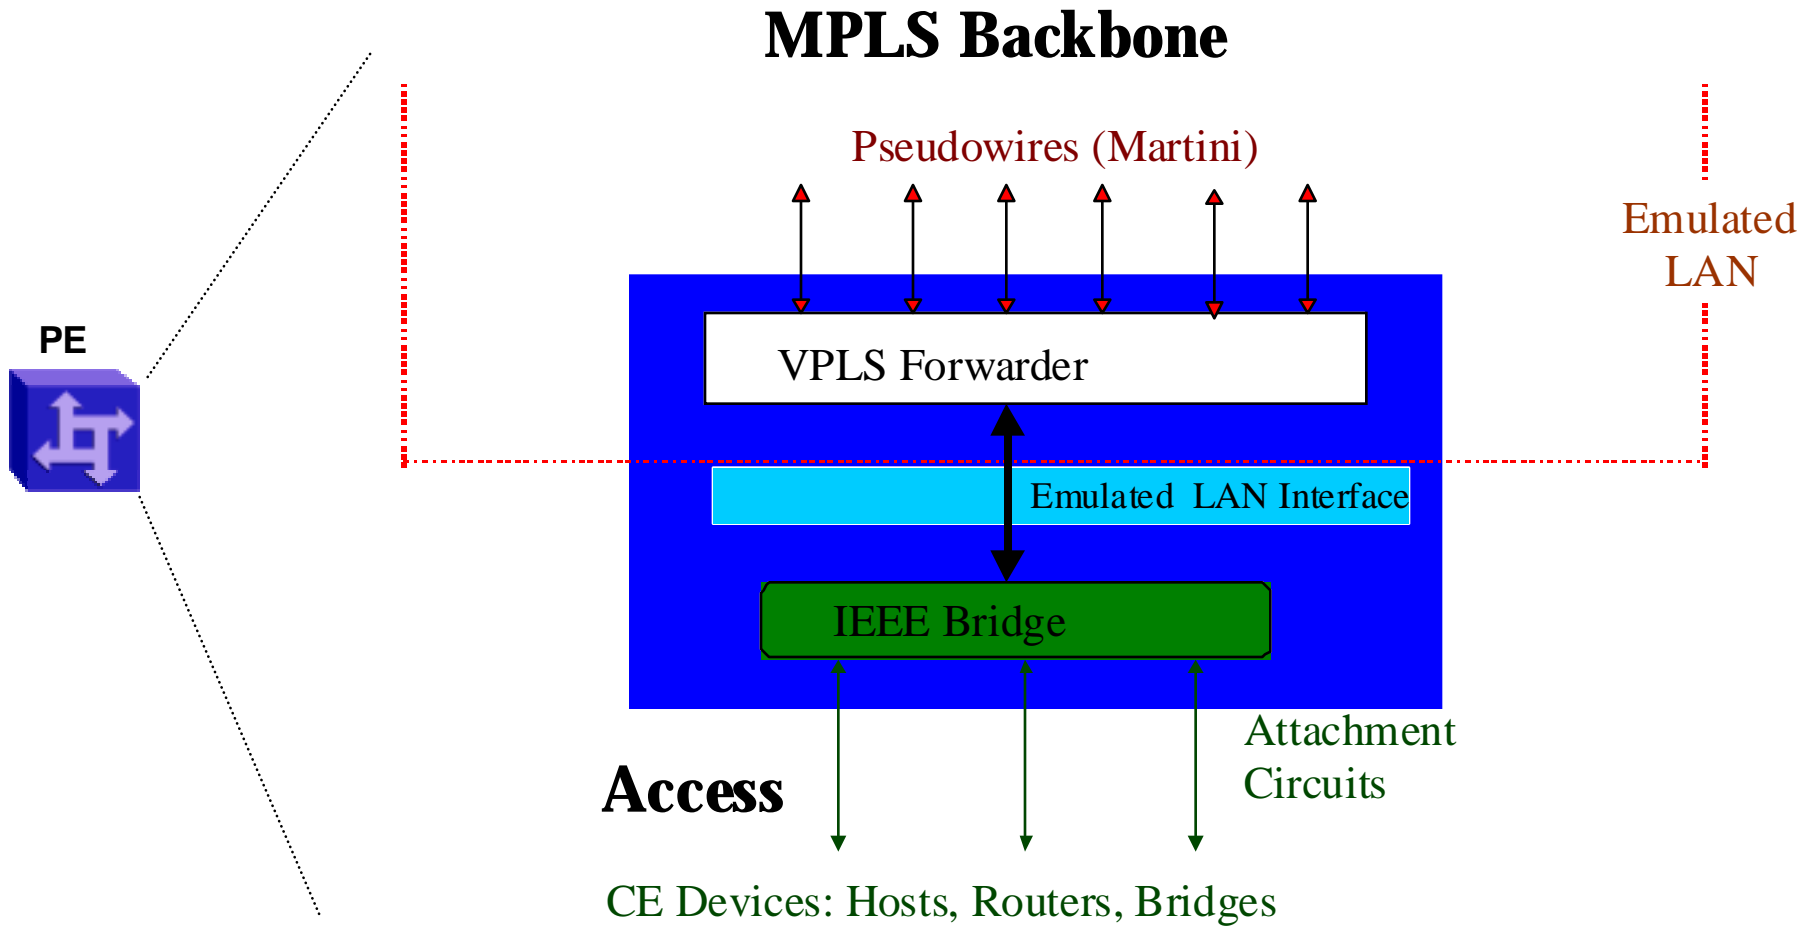 MPLS Backbone
Pseudowires (Martini)
Emulated
LAN
PE
VPLS Forwarder
Emulated LAN Interface
IEEE Bridge
Attachment
Circuits
Access
CE Devices: Hosts, Routers, Bridges